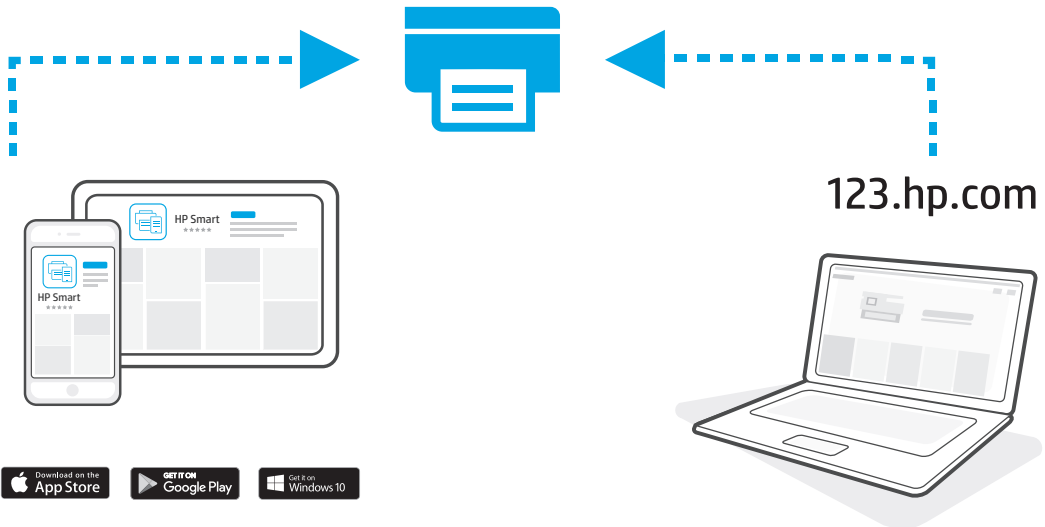 123.hp.com
HP Smart
HP Smart
Download on the
App Store
GET IT ON
Google Play
Get it on
Windows 10